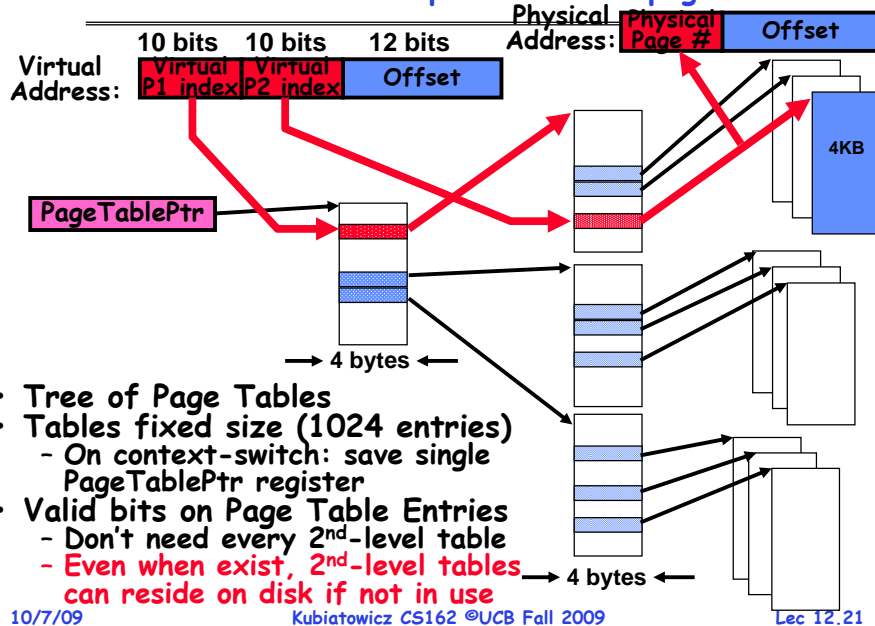 Physical Address:
Physical Page #
Offset
10 bits 10 bits 12 bits
Virtual Address:
Virtual P1 index
Virtual P2 index
Offset
4KB
PageTablePtr
4 bytes
• Tree of Page Tables
• Tables fixed size (1024 entries)
- On context-switch: save single
PageTablePtr register
• Valid bits on Page Table Entries
- Don't need every 2nd-level table
- Even when exist, 2nd-level tables
can reside on disk if not in use
4 bytes
10/7/09 Kubiatowicz CS162 ©UCB Fall 2009 Lec 12.21